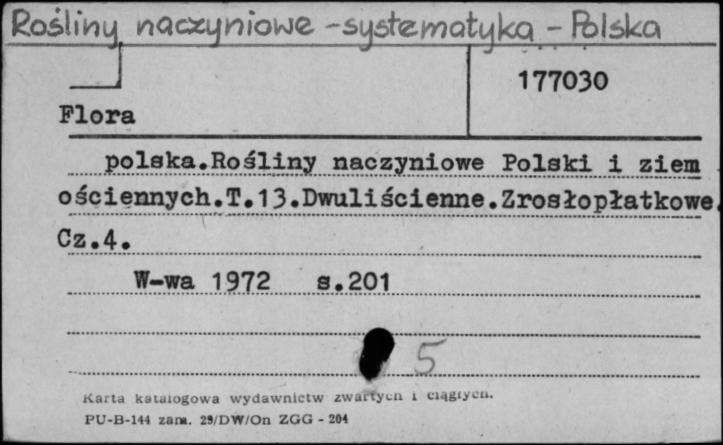 Rośliny naczyniowe - systematyka - Polska
177030
Flora
polska.Rośliny naczyniowe Polski i ziem
ościennych.T.13.Dwuliścienne.Zrosłopłatkowe.
Cz.4.
W-wa 1972 s.201
5
Karta katalogowa wydawnictw zwartych i ciągłych.
PU-B-144 zam. 29/DW/On ZGG - 204